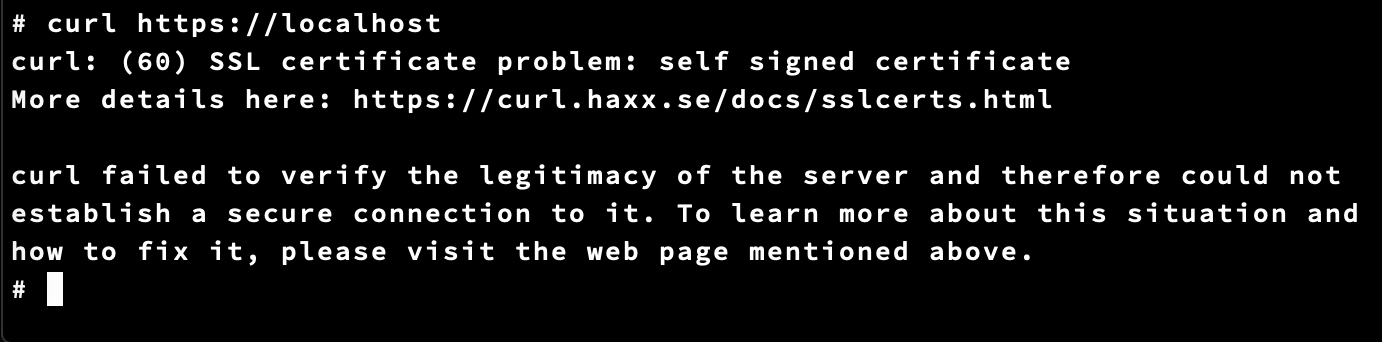 # curl https://localhost
curl: (60) SSL certificate problem: self signed certificate
More details here: https://curl.haxx.se/docs/sslcerts.html
curl failed to verify the legitimacy of the server and therefore could not
establish a secure connection to it. To learn more about this situation and
how to fix it, please visit the web page mentioned above.
#